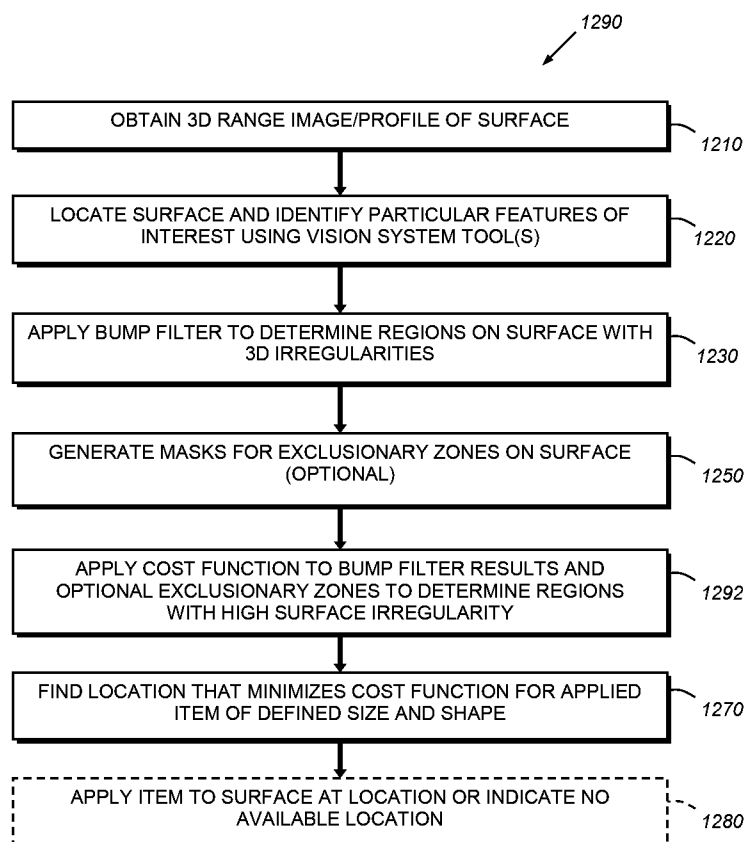 1290
OBTAIN 3D RANGE IMAGE/PROFILE OF SURFACE
1210
LOCATE SURFACE AND IDENTIFY PARTICULAR FEATURES OF
INTEREST USING VISION SYSTEM TOOL(S)
1220
APPLY BUMP FILTER TO DETERMINE REGIONS ON SURFACE WITH
3D IRREGULARITIES
1230
GENERATE MASKS FOR EXCLUSIONARY ZONES ON SURFACE
(OPTIONAL)
1250
APPLY COST FUNCTION TO BUMP FILTER RESULTS AND
OPTIONAL EXCLUSIONARY ZONES TO DETERMINE REGIONS
WITH HIGH SURFACE IRREGULARITY
1292
FIND LOCATION THAT MINIMIZES COST FUNCTION FOR APPLIED
ITEM OF DEFINED SIZE AND SHAPE
1270
APPLY ITEM TO SURFACE AT LOCATION OR INDICATE NO
AVAILABLE LOCATION
1280